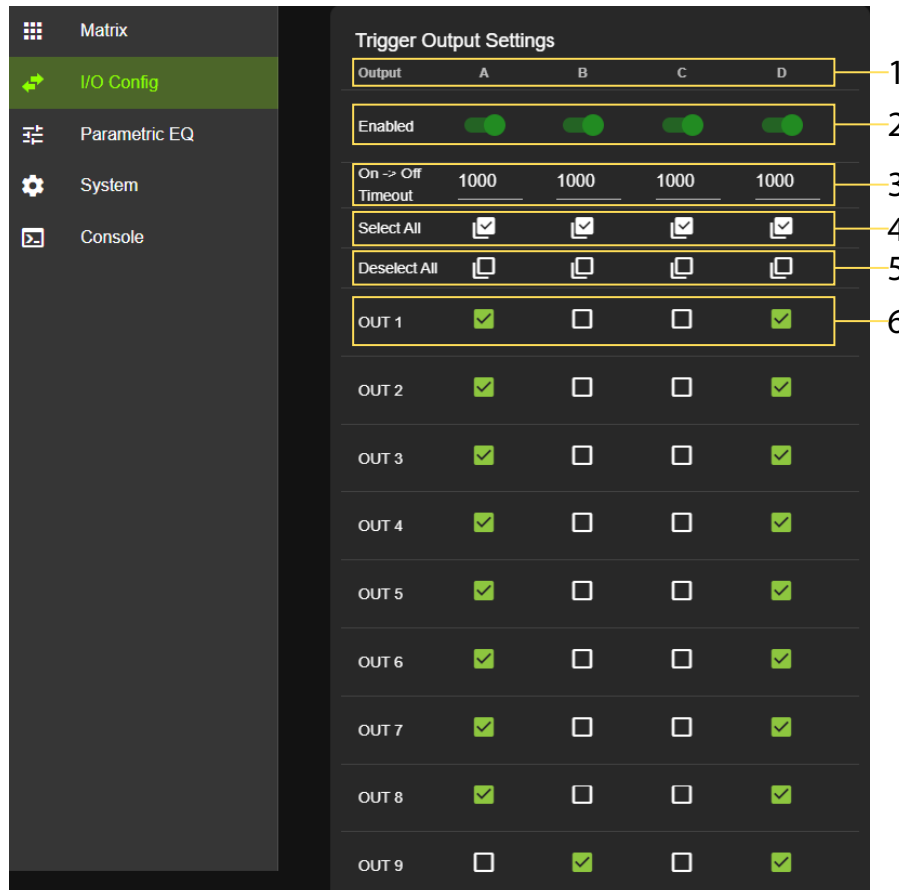 Matrix
I/O Config
Parametric EQ
System
Console
Trigger Output Settings
Output A B C D 1
Enabled 2
On -> Off
Timeout 1000 1000 1000 1000 3
Select All 4
Deselect All 5
OUT 1 6
OUT 2
OUT 3
OUT 4
OUT 5
OUT 6
OUT 7
OUT 8
OUT 9